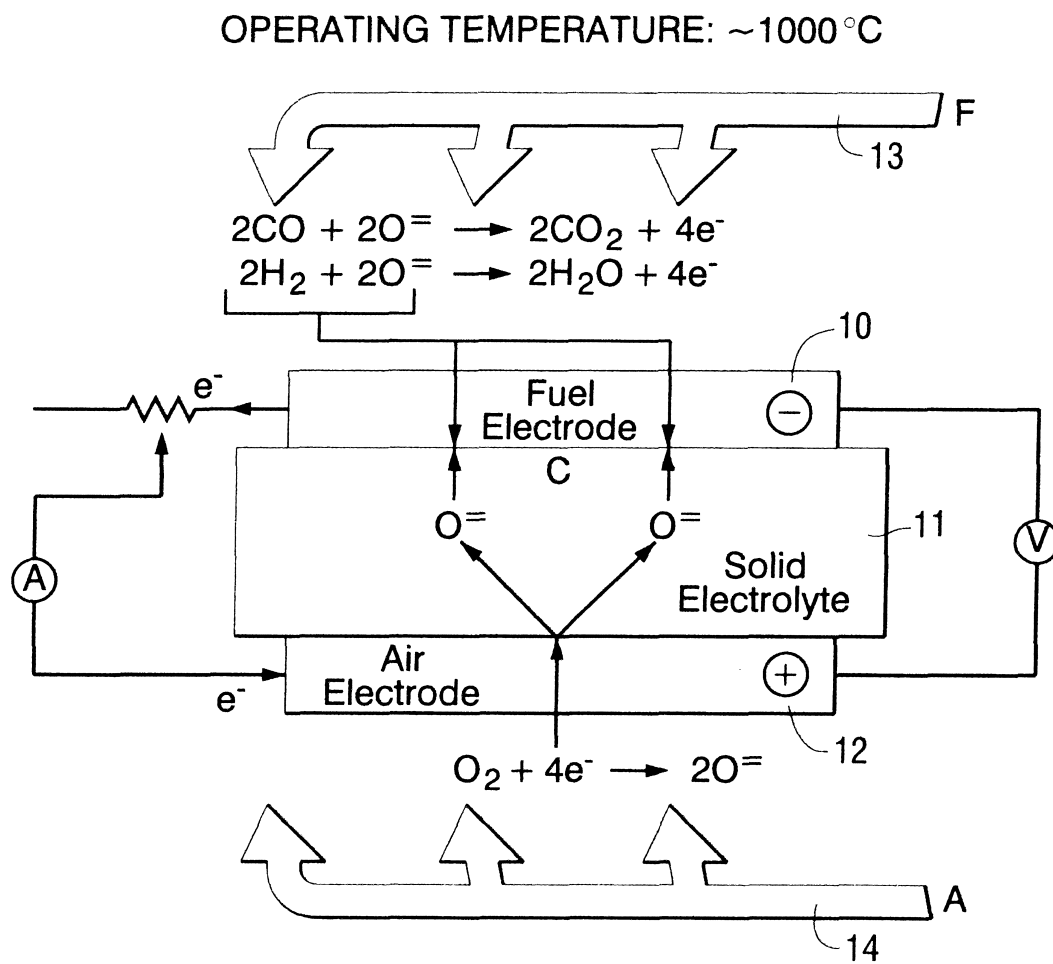 OPERATING TEMPERATURE: ~1000°C
F
13
2CO + 2O⁼ → 2CO₂ + 4e⁻
2H₂ + 2O⁼ → 2H₂O + 4e⁻
10
e⁻
Fuel
Electrode
−
C
O⁼ O⁼
11
A
V
Solid
Electrolyte
Air
Electrode
+
e⁻
12
O₂ + 4e⁻ → 2O⁼
A
14